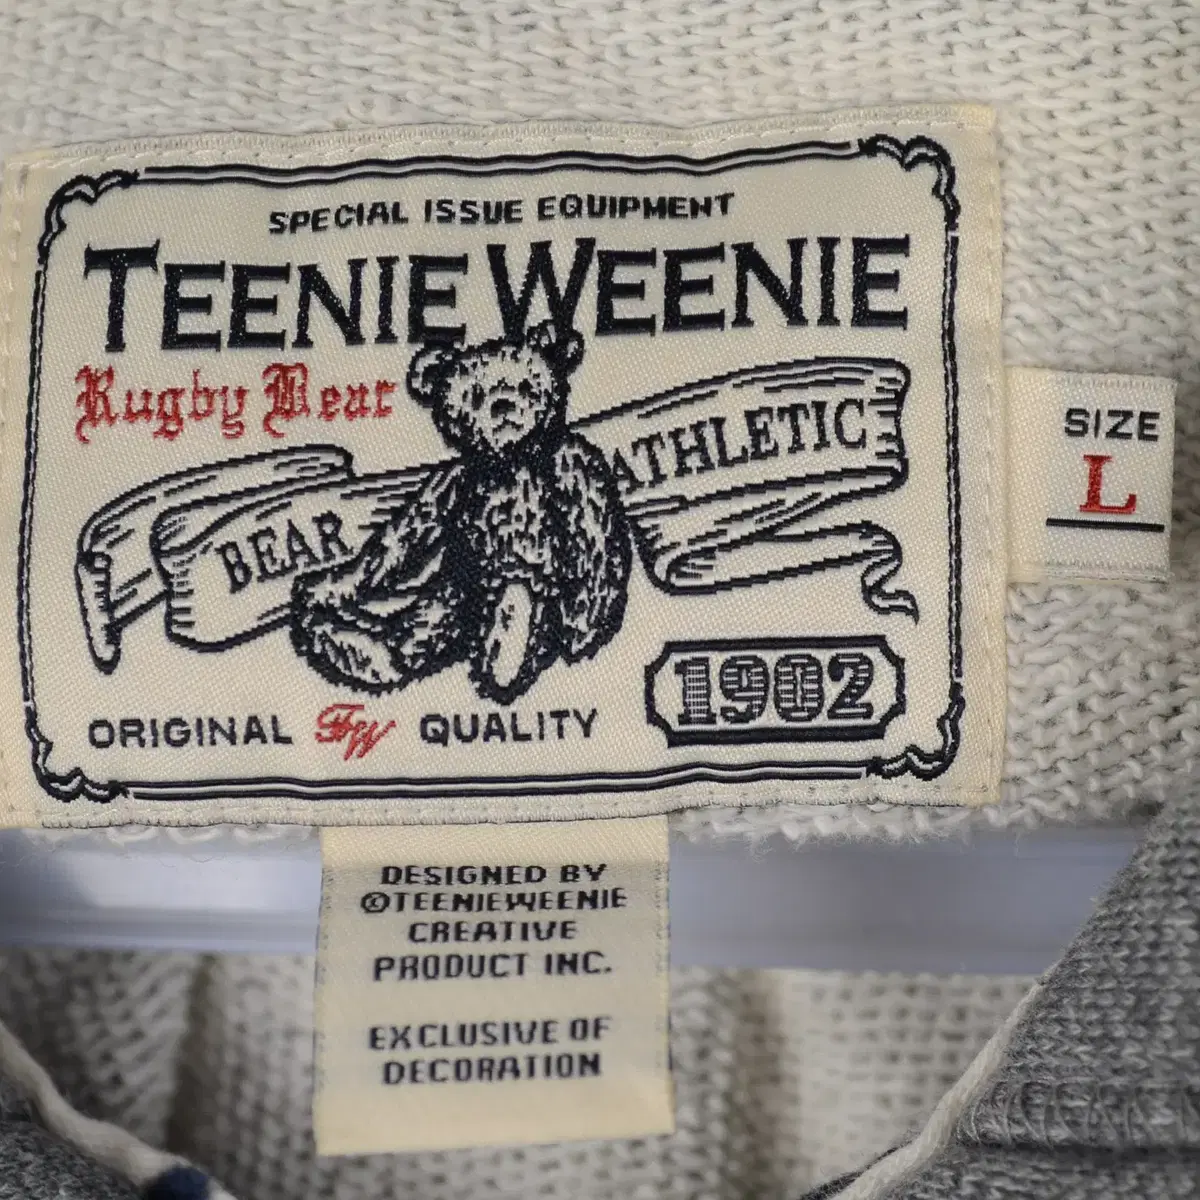 SPECIAL ISSUE EQUIPMENT
TEENIE WEENIE
Rugby Bear
BEAR ATHLETIC
1902
ORIGINAL TW QUALITY
SIZE
L
DESIGNED BY
©TEENIEWEENIE
CREATIVE
PRODUCT INC.
EXCLUSIVE OF
DECORATION